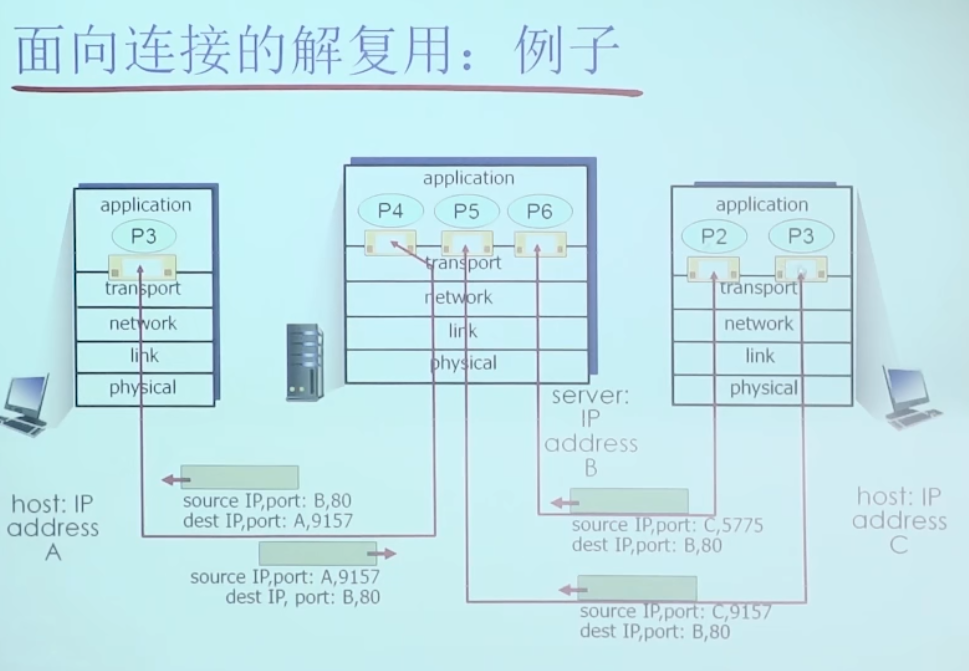 面向连接的解复用：例子
application
P3
transport
network
link
physical
host: IP
address
A
application
P4 P5 P6
transport
network
link
physical
server:
IP
address
B
application
P2 P3
transport
network
link
physical
host: IP
address
C
source IP,port: B,80
dest IP,port: A,9157
source IP,port: A,9157
dest IP, port: B,80
source IP,port: C,5775
dest IP,port: B,80
source IP,port: C,9157
dest IP,port: B,80